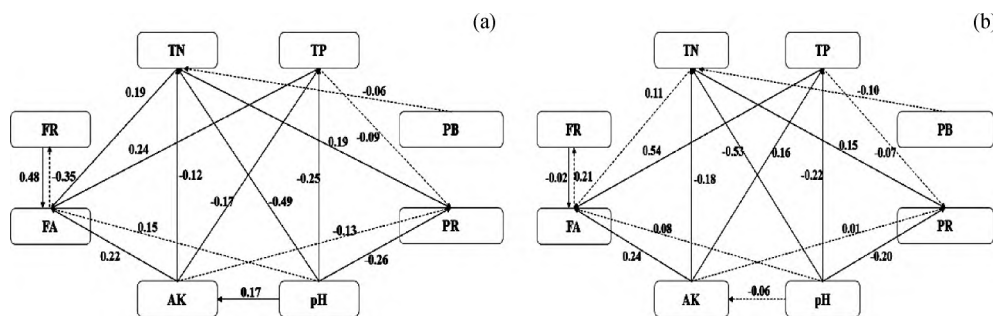 (a)
TN
TP
-0.06
0.19
FR
PB
0.24
0.19
-0.09
0.48
-0.35
-0.12
-0.25
-0.17
-0.49
FA
PR
0.15
-0.13
0.22
-0.26
AK
0.17
pH
(b)
TN
TP
-0.10
0.11
FR
PB
0.54
-0.53
0.16
0.15
-0.07
-0.02
0.21
-0.18
-0.22
FA
PR
0.08
0.01
0.24
-0.20
AK
-0.06
pH